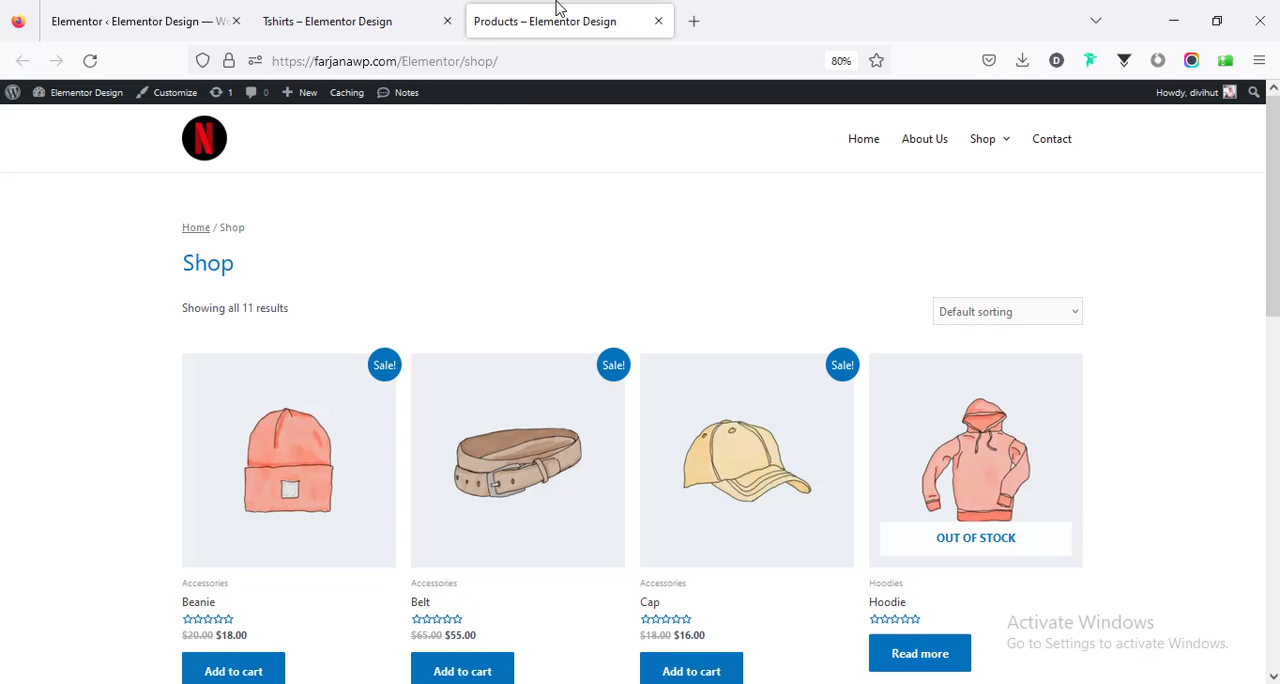 Elementor ‹ Elementor Design — W
Tshirts – Elementor Design
Products – Elementor Design
https://farjanawp.com/Elementor/shop/
80%
Elementor Design
Customize
1
0
New
Caching
Notes
Howdy, divihut
N
Home
About Us
Shop
Contact
Home / Shop
Shop
Showing all 11 results
Default sorting
Sale!
Sale!
Sale!
OUT OF STOCK
Accessories
Accessories
Accessories
Hoodies
Beanie
Belt
Cap
Hoodie
$20.00 $18.00
$65.00 $55.00
$18.00 $16.00
Add to cart
Add to cart
Add to cart
Read more
Activate Windows
Go to Settings to activate Windows.